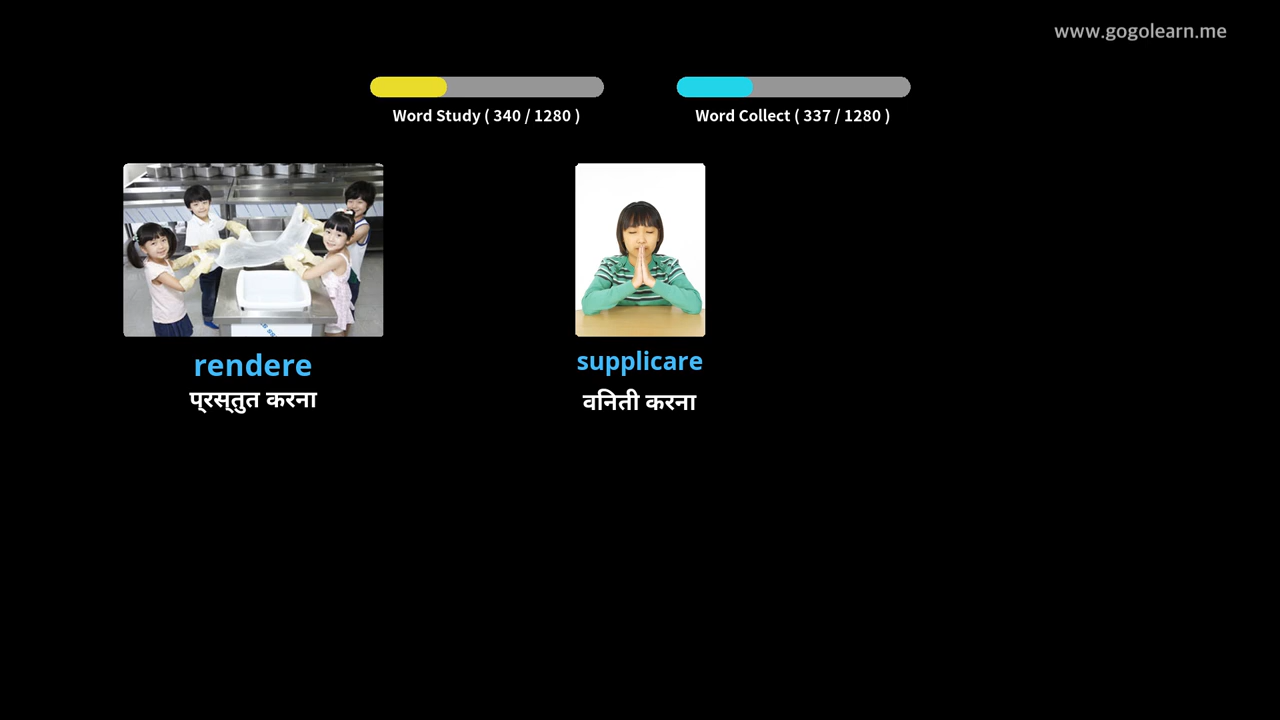 www.gogolearn.me
Word Study ( 340 / 1280 )
Word Collect ( 337 / 1280 )
rendere
प्रस्तुत करना
supplicare
वनिती करना